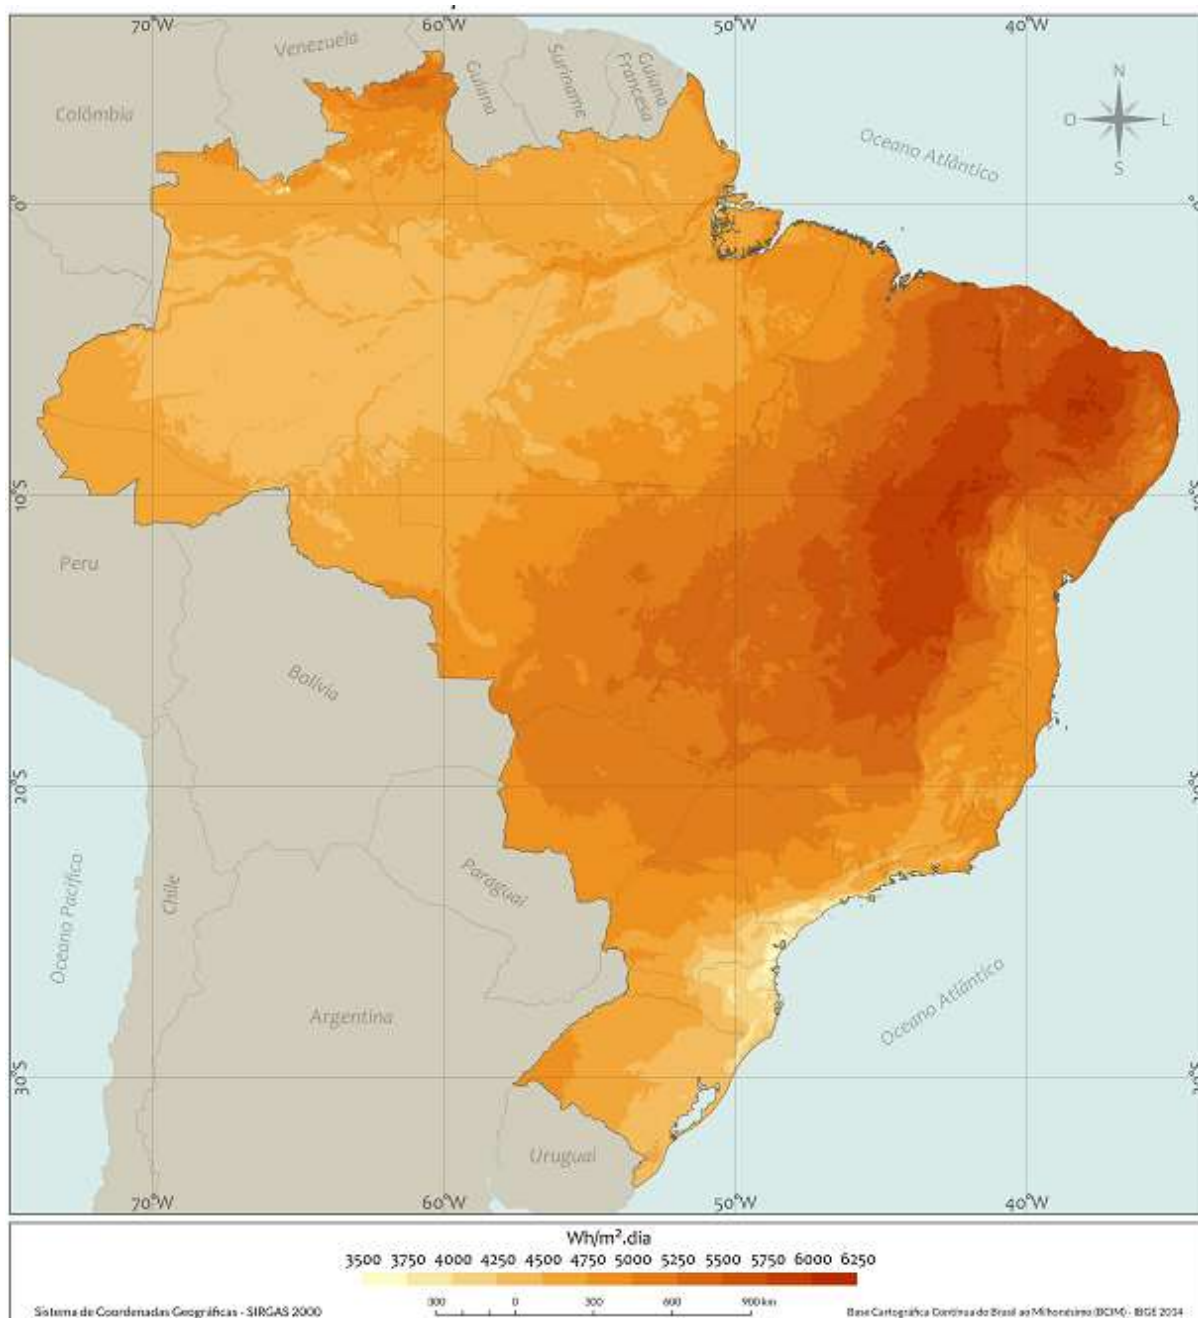 70°W 60°W 50°W 40°W
Venezuela
Guiana
Suriname
Guiana
Francesa
Colômbia
N
O L
S
Oceano Atlântico
0° 0°
10°S
Peru
Bolívia
20°S
Oceano Pacífico
Chile
Paraguai
Argentina
Oceano Atlântico
30°S
Uruguai
70°W 60°W 50°W 40°W
Wh/m².dia
3500 3750 4000 4250 4500 4750 5000 5250 5500 5750 6000 6250
300 0 300 600 900 km
Sistema de Coordenadas Geográficas - SIRGAS 2000
Base Cartográfica Contínua do Brasil ao Milionésimo (BCIM) - IBGE 2014